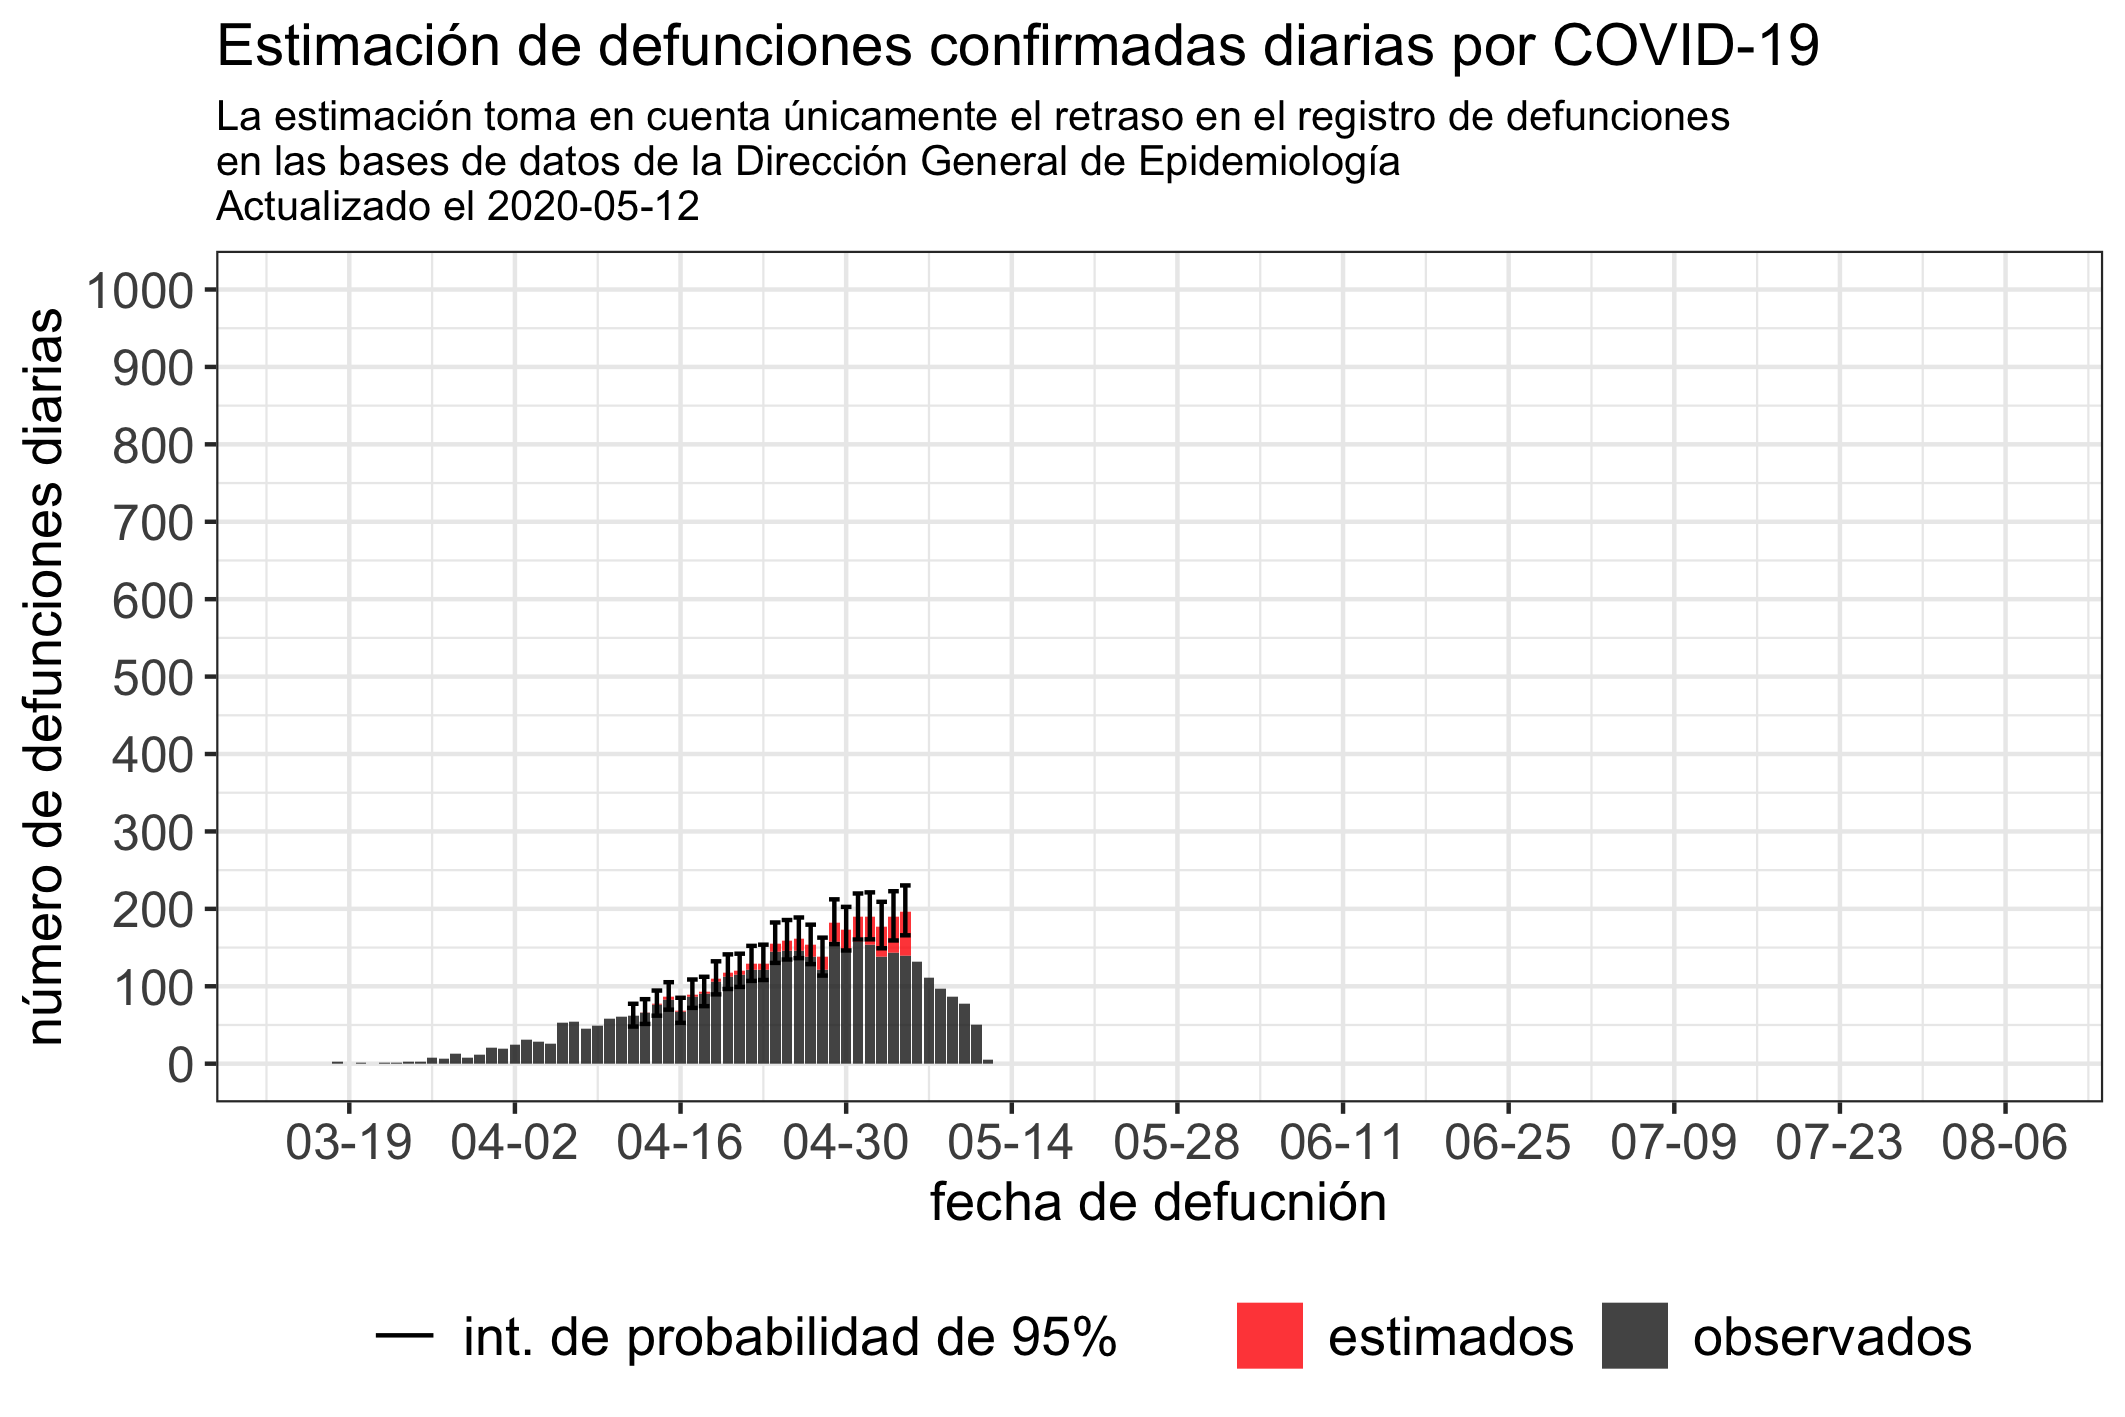 Estimación de defunciones confirmadas diarias por COVID-19
La estimación toma en cuenta únicamente el retraso en el registro de defunciones
en las bases de datos de la Dirección General de Epidemiología
Actualizado el 2020-05-12
número de defunciones diarias
1000
900
800
700
600
500
400
300
200
100
0
03-19 04-02 04-16 04-30 05-14 05-28 06-11 06-25 07-09 07-23 08-06
fecha de defucnión
int. de probabilidad de 95% estimados observados